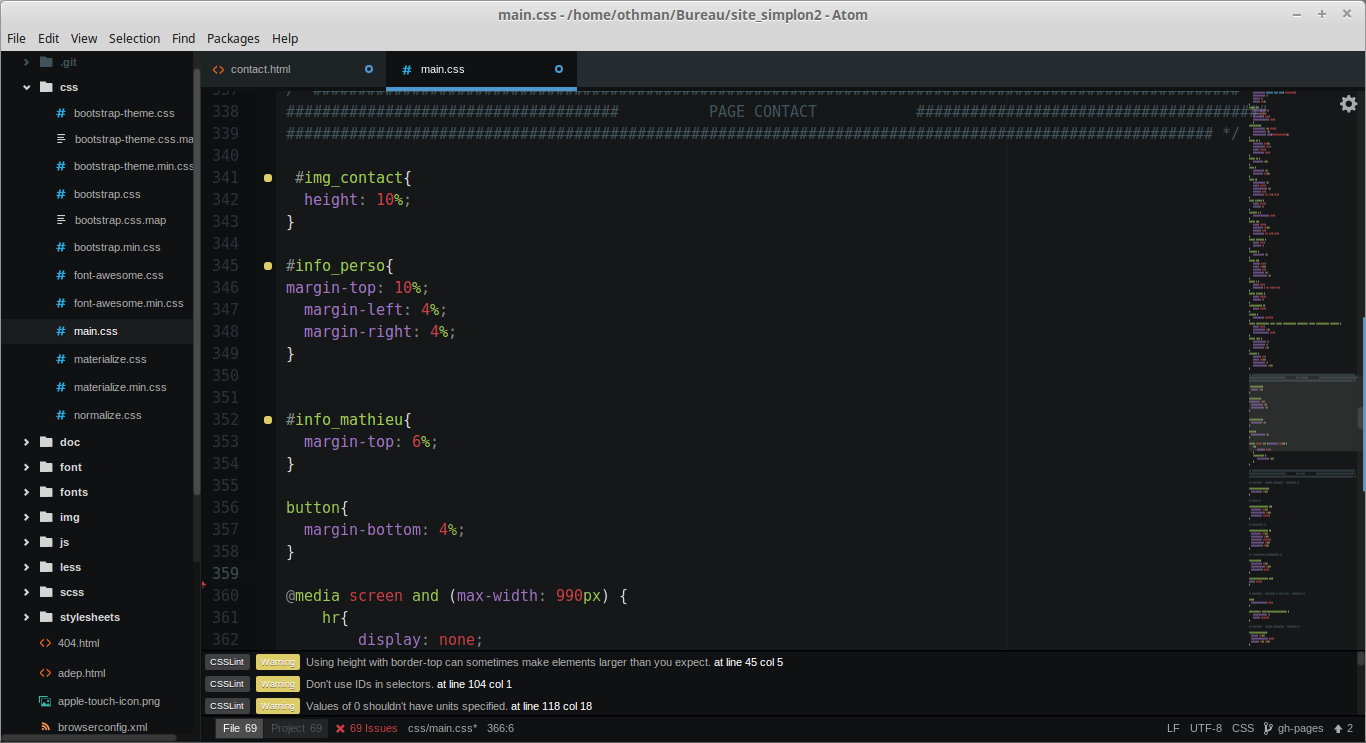 main.css - /home/othman/Bureau/site_simplon2 - Atom
File Edit View Selection Find Packages Help
.git
css
bootstrap-theme.css
bootstrap-theme.css.ma
bootstrap-theme.min.css
bootstrap.css
bootstrap.css.map
bootstrap.min.css
font-awesome.css
font-awesome.min.css
main.css
materialize.css
materialize.min.css
normalize.css
doc
font
fonts
img
js
less
scss
stylesheets
404.html
adep.html
apple-touch-icon.png
browserconfig.xml
contact.html
main.css
338 ##################################### PAGE CONTACT #####################################
339 ####################################################################################################### */
340
341 #img_contact{
342 height: 10%;
343 }
344
345 #info_perso{
346 margin-top: 10%;
347 margin-left: 4%;
348 margin-right: 4%;
349 }
350
351
352 #info_mathieu{
353 margin-top: 6%;
354 }
355
356 button{
357 margin-bottom: 4%;
358 }
359
360 @media screen and (max-width: 990px) {
361 hr{
362 display: none;
CSSLint Warning Using height with border-top can sometimes make elements larger than you expect. at line 45 col 5
CSSLint Warning Don't use IDs in selectors. at line 104 col 1
CSSLint Warning Values of 0 shouldn't have units specified. at line 118 col 18
File 69 Project 69 69 Issues css/main.css* 366:6 LF UTF-8 CSS gh-pages 2